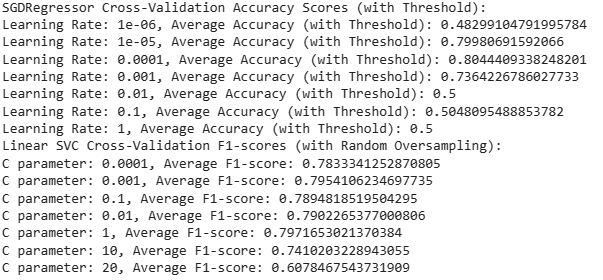 SGDRegressor Cross-Validation Accuracy Scores (with Threshold):
Learning Rate: 1e-06, Average Accuracy (with Threshold): 0.48299104791995784
Learning Rate: 1e-05, Average Accuracy (with Threshold): 0.79980691592066
Learning Rate: 0.0001, Average Accuracy (with Threshold): 0.8044409338248201
Learning Rate: 0.001, Average Accuracy (with Threshold): 0.7364226786027733
Learning Rate: 0.01, Average Accuracy (with Threshold): 0.5
Learning Rate: 0.1, Average Accuracy (with Threshold): 0.5048095488853782
Learning Rate: 1, Average Accuracy (with Threshold): 0.5
Linear SVC Cross-Validation F1-scores (with Random Oversampling):
C parameter: 0.0001, Average F1-score: 0.7833341252870805
C parameter: 0.001, Average F1-score: 0.7954106234697735
C parameter: 0.1, Average F1-score: 0.7894818519504295
C parameter: 0.01, Average F1-score: 0.7902265377000806
C parameter: 1, Average F1-score: 0.7971653021370384
C parameter: 10, Average F1-score: 0.7410203228943055
C parameter: 20, Average F1-score: 0.6078467543731909